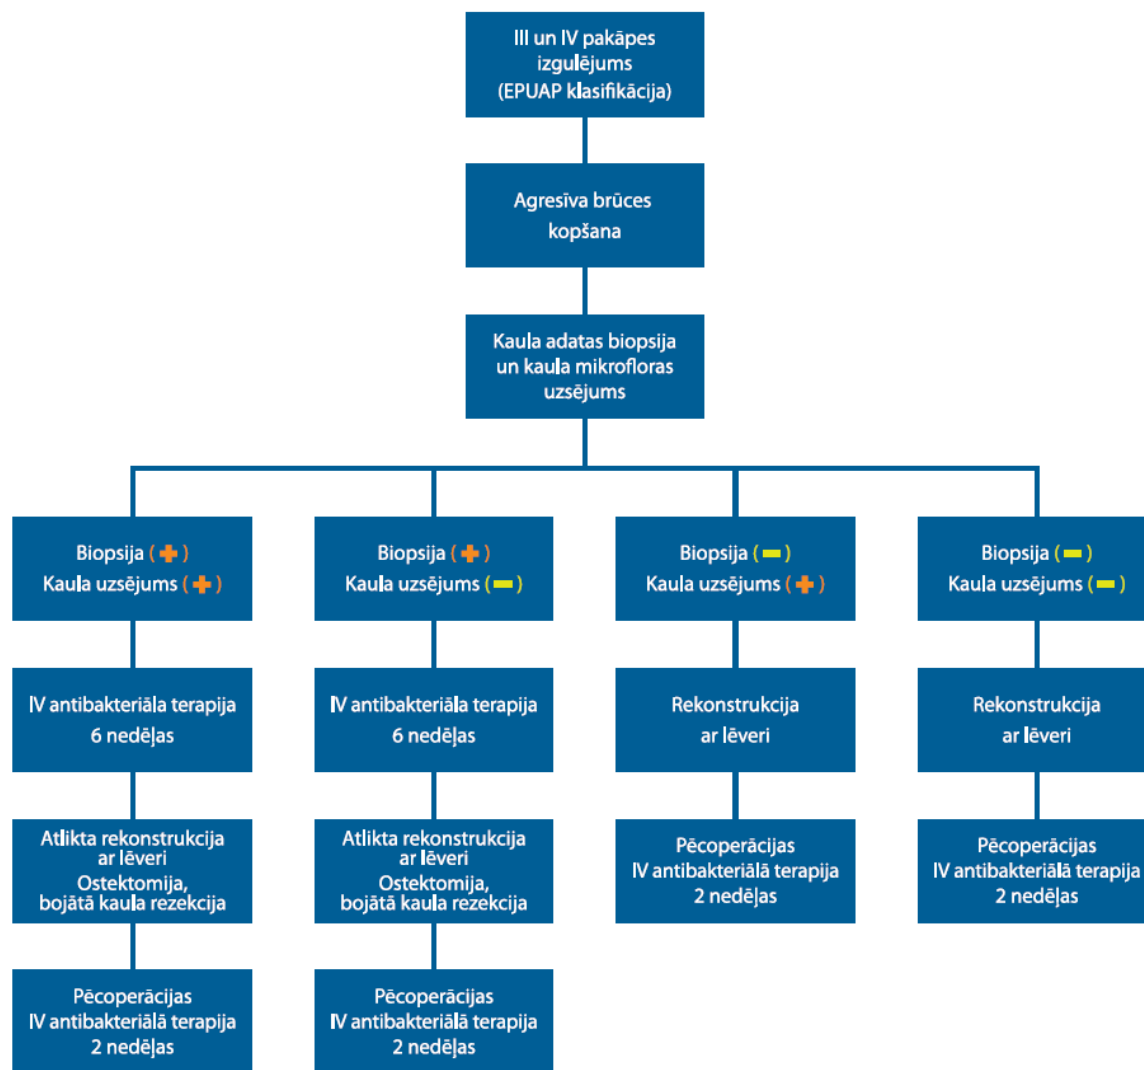 III un IV pakāpes
izgulējums
(EPUAP klasifikācija)
Agresīva brūces
kopšana
Kaula adatas biopsija
un kaula mikrofloras
uzsējums
Biopsija (+)
Kaula uzsējums (+)
Biopsija (+)
Kaula uzsējums (−)
Biopsija (−)
Kaula uzsējums (+)
Biopsija (−)
Kaula uzsējums (−)
IV antibakteriāla terapija
6 nedēļas
IV antibakteriāla terapija
6 nedēļas
Rekonstrukcija
ar lēveri
Rekonstrukcija
ar lēveri
Atlikta rekonstrukcija
ar lēveri
Ostektomija,
bojātā kaula rezekcija
Atlikta rekonstrukcija
ar lēveri
Ostektomija,
bojātā kaula rezekcija
Pēcoperācijas
IV antibakteriālā terapija
2 nedēļas
Pēcoperācijas
IV antibakteriālā terapija
2 nedēļas
Pēcoperācijas
IV antibakteriālā terapija
2 nedēļas
Pēcoperācijas
IV antibakteriālā terapija
2 nedēļas